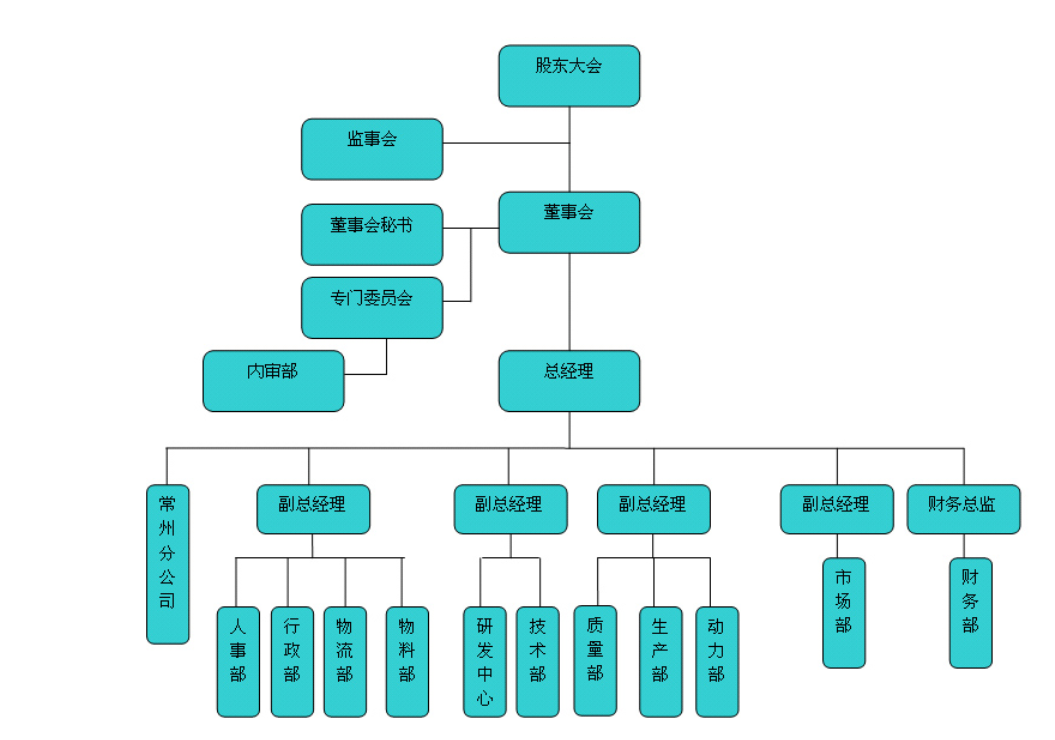 股东大会
监事会
董事会
董事会秘书
专门委员会
内审部
总经理
常州分公司
副总经理
副总经理
副总经理
副总经理
财务总监
人事部
行政部
物流部
物料部
研发中心
技术部
质量部
生产部
动力部
市场部
财务部